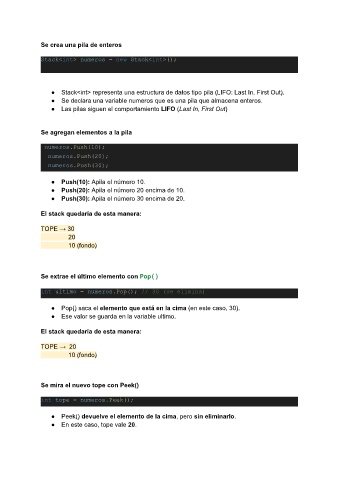 Se crea una pila de enteros
Stack<int> numeros = new Stack<int>();
● Stack<int> representa una estructura de datos tipo pila (LIFO: Last In, First Out).
● Se declara una variable numeros que es una pila que almacena enteros.
● Las pilas siguen el comportamiento LIFO (Last In, First Out)
Se agregan elementos a la pila
numeros.Push(10);
numeros.Push(20);
numeros.Push(30);
● Push(10): Apila el número 10.
● Push(20): Apila el número 20 encima de 10.
● Push(30): Apila el número 30 encima de 20.
El stack quedaría de esta manera:
TOPE → 30
20
10 (fondo)
Se extrae el último elemento con Pop( )
int ultimo = numeros.Pop(); // 30 (se elimina)
● Pop() saca el elemento que está en la cima (en este caso, 30).
● Ese valor se guarda en la variable ultimo.
El stack quedaría de esta manera:
TOPE → 20
10 (fondo)
Se mira el nuevo tope con Peek()
int tope = numeros.Peek();
● Peek() devuelve el elemento de la cima, pero sin eliminarlo.
● En este caso, tope vale 20.